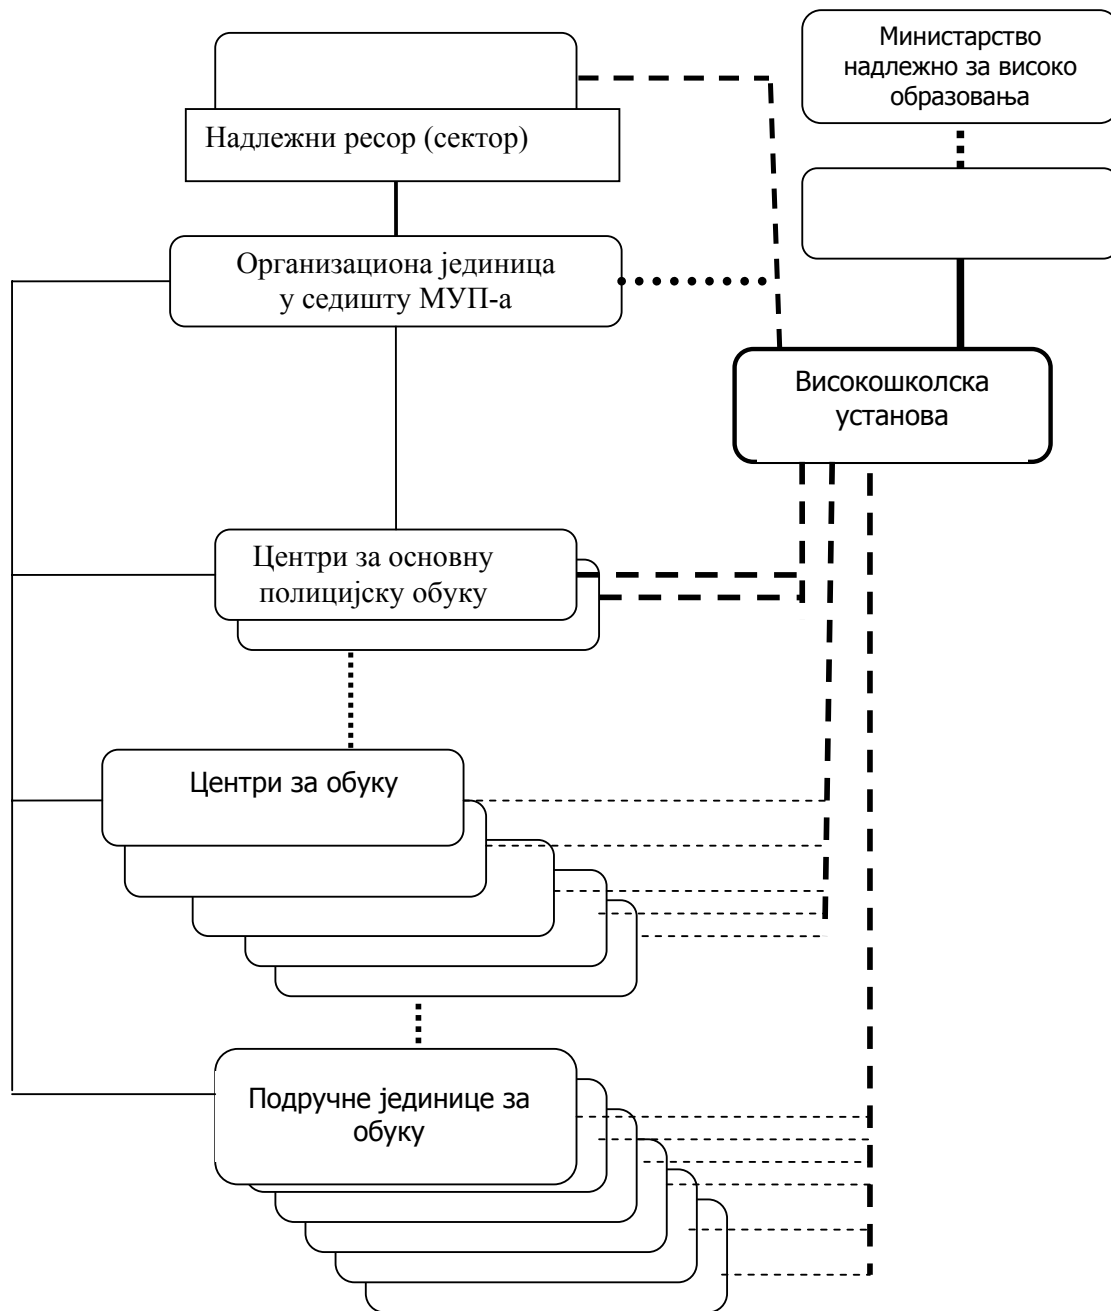 Министарство
надлежно за високо
образовања
Надлежни ресор (сектор)
Организациона јединица
у седишту МУП-а
Високошколска
установа
Центри за основну
полицијску обуку
Центри за обуку
Подручне јединице за
обуку